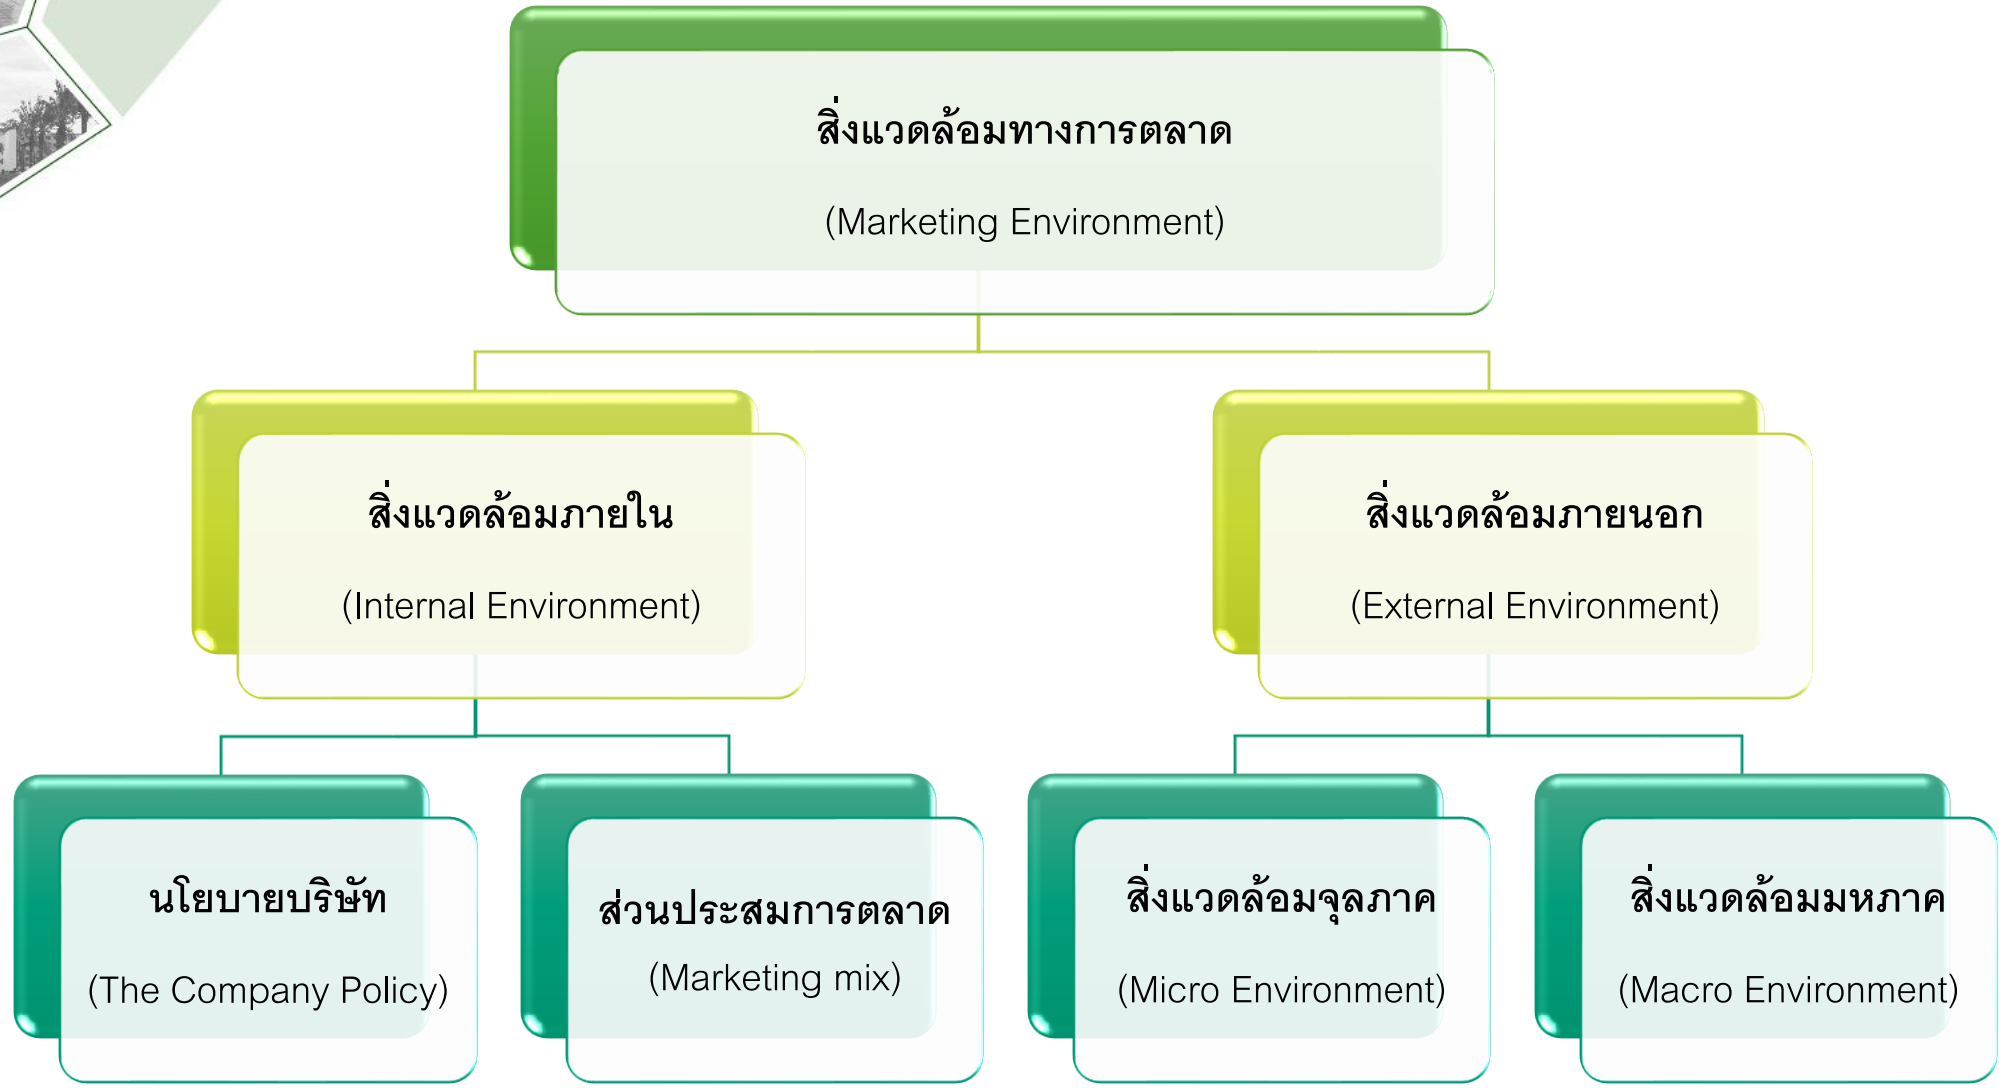 สิ่งแวดล้อมทางการตลาด
(Marketing Environment)
สิ่งแวดล้อมภายใน
(Internal Environment)
สิ่งแวดล้อมภายนอก
(External Environment)
นโยบายบริษัท
(The Company Policy)
ส่วนประสมการตลาด
(Marketing mix)
สิ่งแวดล้อมจุลภาค
(Micro Environment)
สิ่งแวดล้อมมหภาค
(Macro Environment)